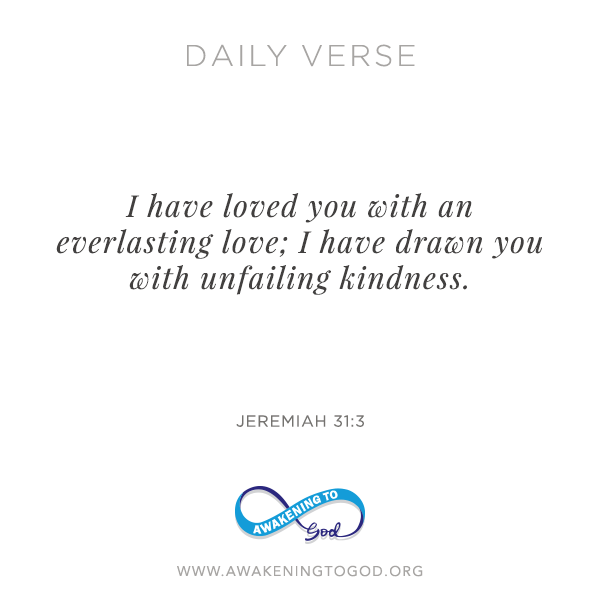 DAILY VERSE
I have loved you with an
everlasting love; I have drawn you
with unfailing kindness.
JEREMIAH 31:3
AWAKENING TO
God
WWW.AWAKENINGTOGOD.ORG